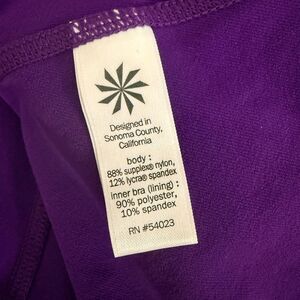 Designed in
Sonoma County,
California
body :
88% supplex® nylon,
12% lycra® spandex
inner bra (lining) :
90% polyester,
10% spandex
RN #54023